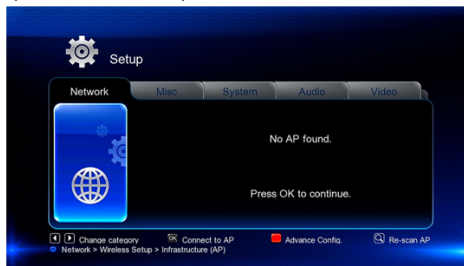 Setup
Network Misc System Audio Video
No AP found.
Press OK to continue.
Change category OK Connect to AP Advance Config. Re-scan AP
Network > Wireless Setup > Infrastructure (AP)